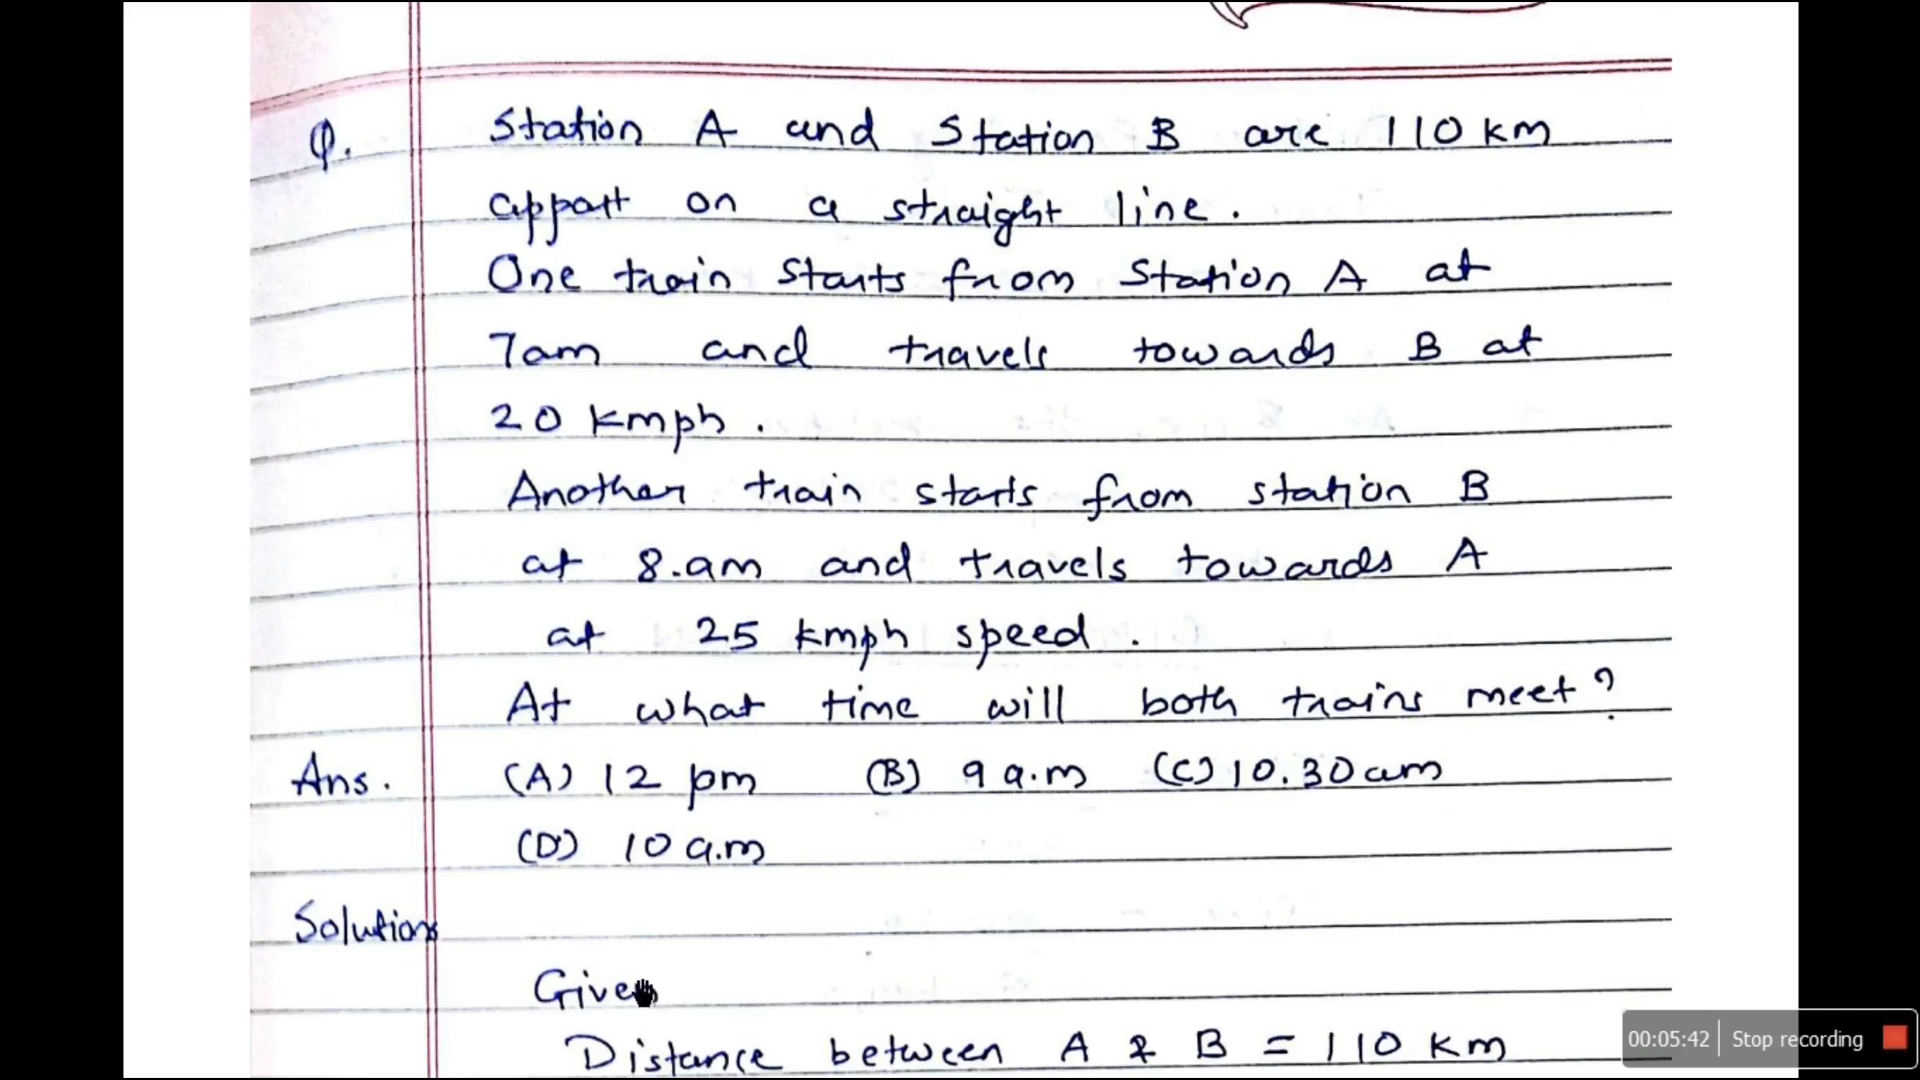 Q. Station A and Station B are 110 km
appart on a straight line.
One train starts from Station A at
7am and travels towards B at
20 kmph.
Another train starts from station B
at 8.am and travels towards A
at 25 kmph speed.
At what time will both trains meet?
Ans. (A) 12 pm (B) 9 a.m (C) 10.30am
(D) 10 a.m
Solution
Given
Distance between A & B = 110 km
00:05:42 Stop recording